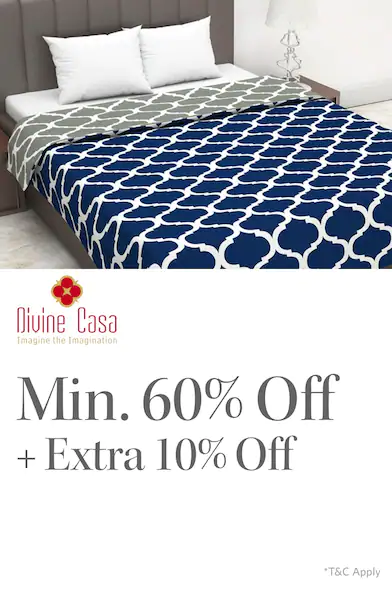 Divine Casa
Imagine the Imagination
Min. 60% Off
+ Extra 10% Off
*T&C Apply